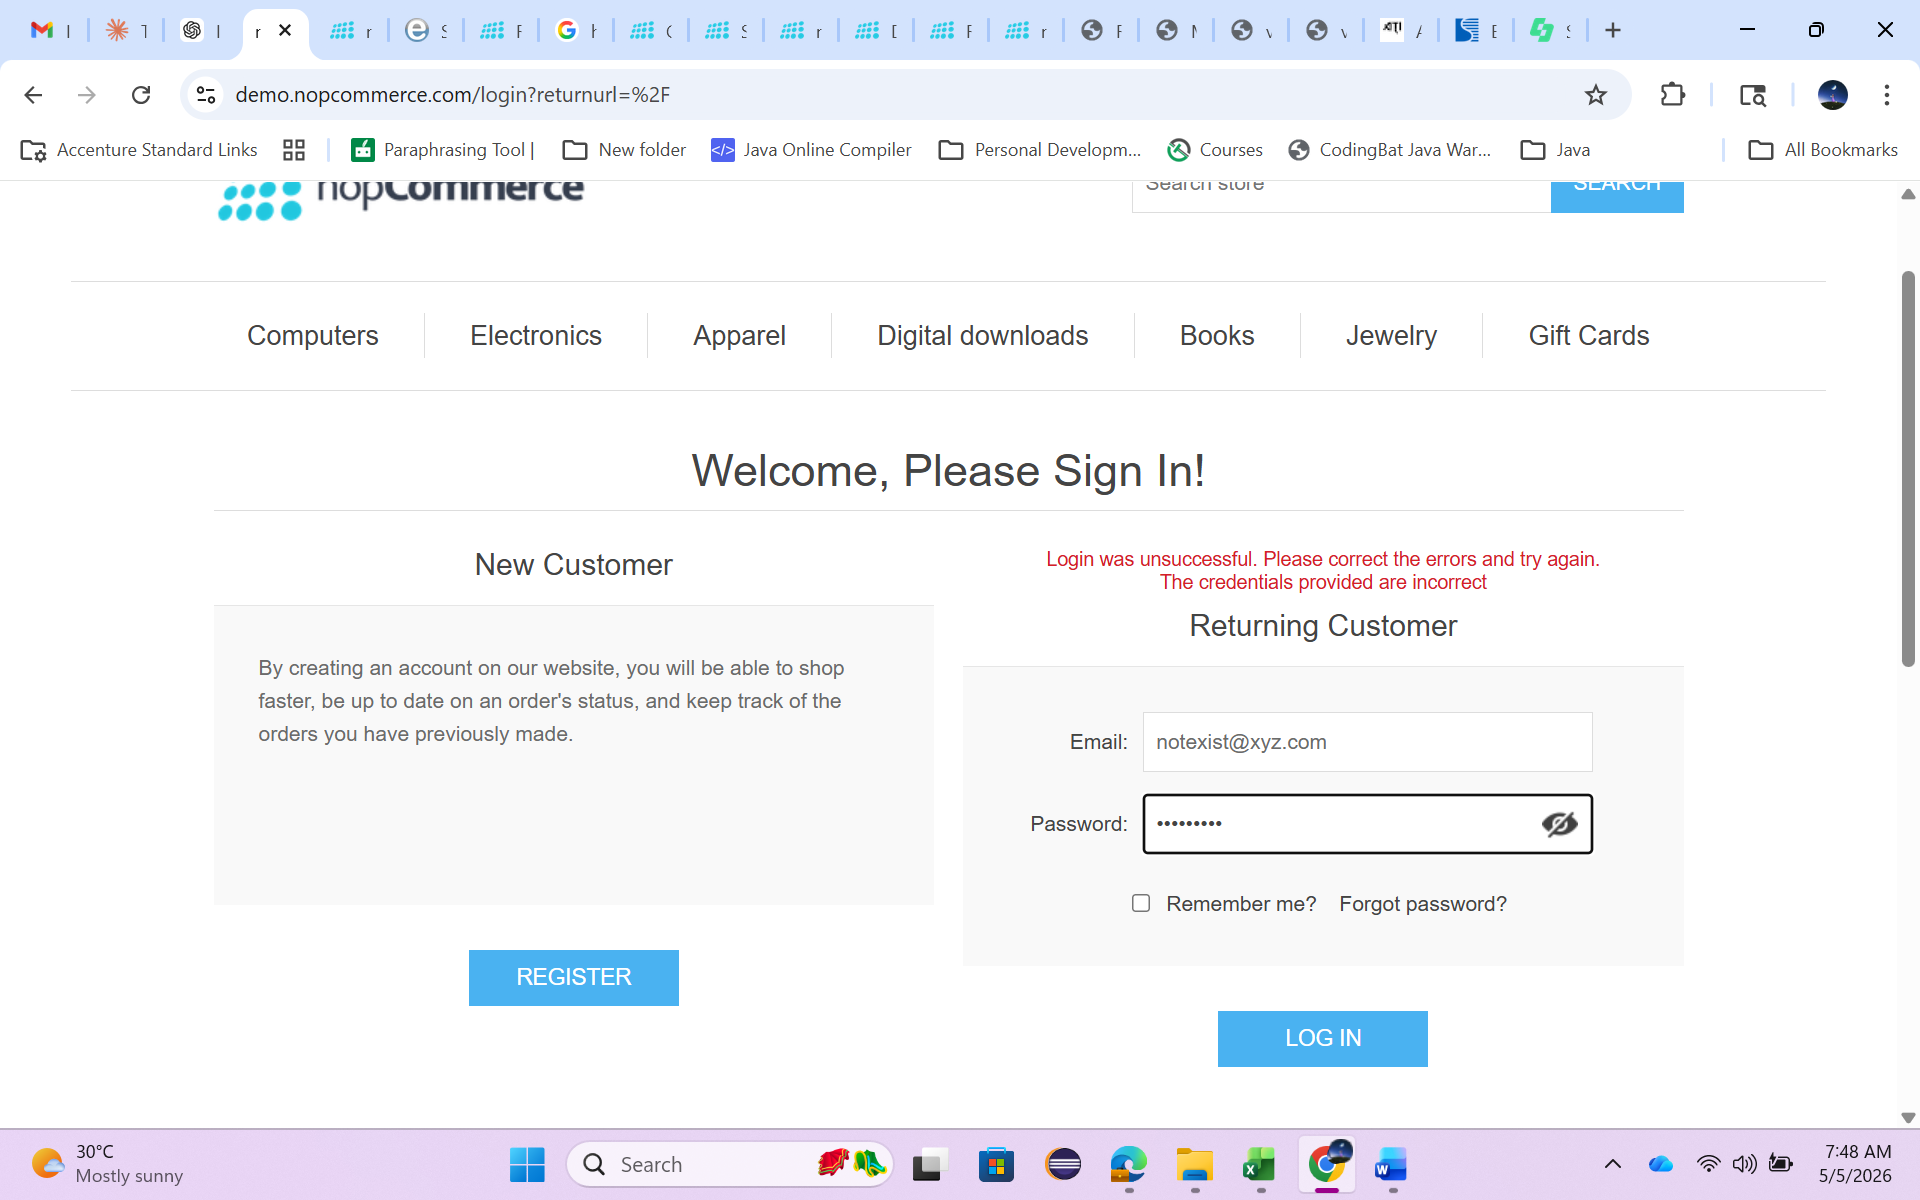 demo.nopcommerce.com/login?returnurl=%2F
Accenture Standard Links
Paraphrasing Tool |
New folder
Java Online Compiler
Personal Developm...
Courses
CodingBat Java War...
Java
All Bookmarks
nopCommerce
Search store
SEARCH
Computers
Electronics
Apparel
Digital downloads
Books
Jewelry
Gift Cards
Welcome, Please Sign In!
New Customer
By creating an account on our website, you will be able to shop
faster, be up to date on an order's status, and keep track of the
orders you have previously made.
REGISTER
Login was unsuccessful. Please correct the errors and try again.
The credentials provided are incorrect
Returning Customer
Email:
notexist@xyz.com
Password:
•••••••••
Remember me?
Forgot password?
LOG IN
30°C
Mostly sunny
Search
7:48 AM
5/5/2026